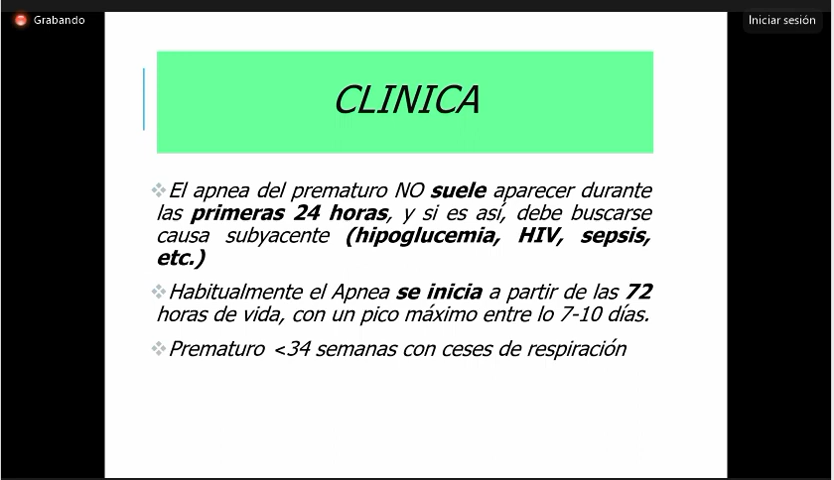 Grabando
Iniciar sesión
CLINICA
El apnea del prematuro NO suele aparecer durante
las primeras 24 horas, y si es así, debe buscarse
causa subyacente (hipoglucemia, HIV, sepsis,
etc.)
Habitualmente el Apnea se inicia a partir de las 72
horas de vida, con un pico máximo entre lo 7-10 días.
Prematuro <34 semanas con ceses de respiración